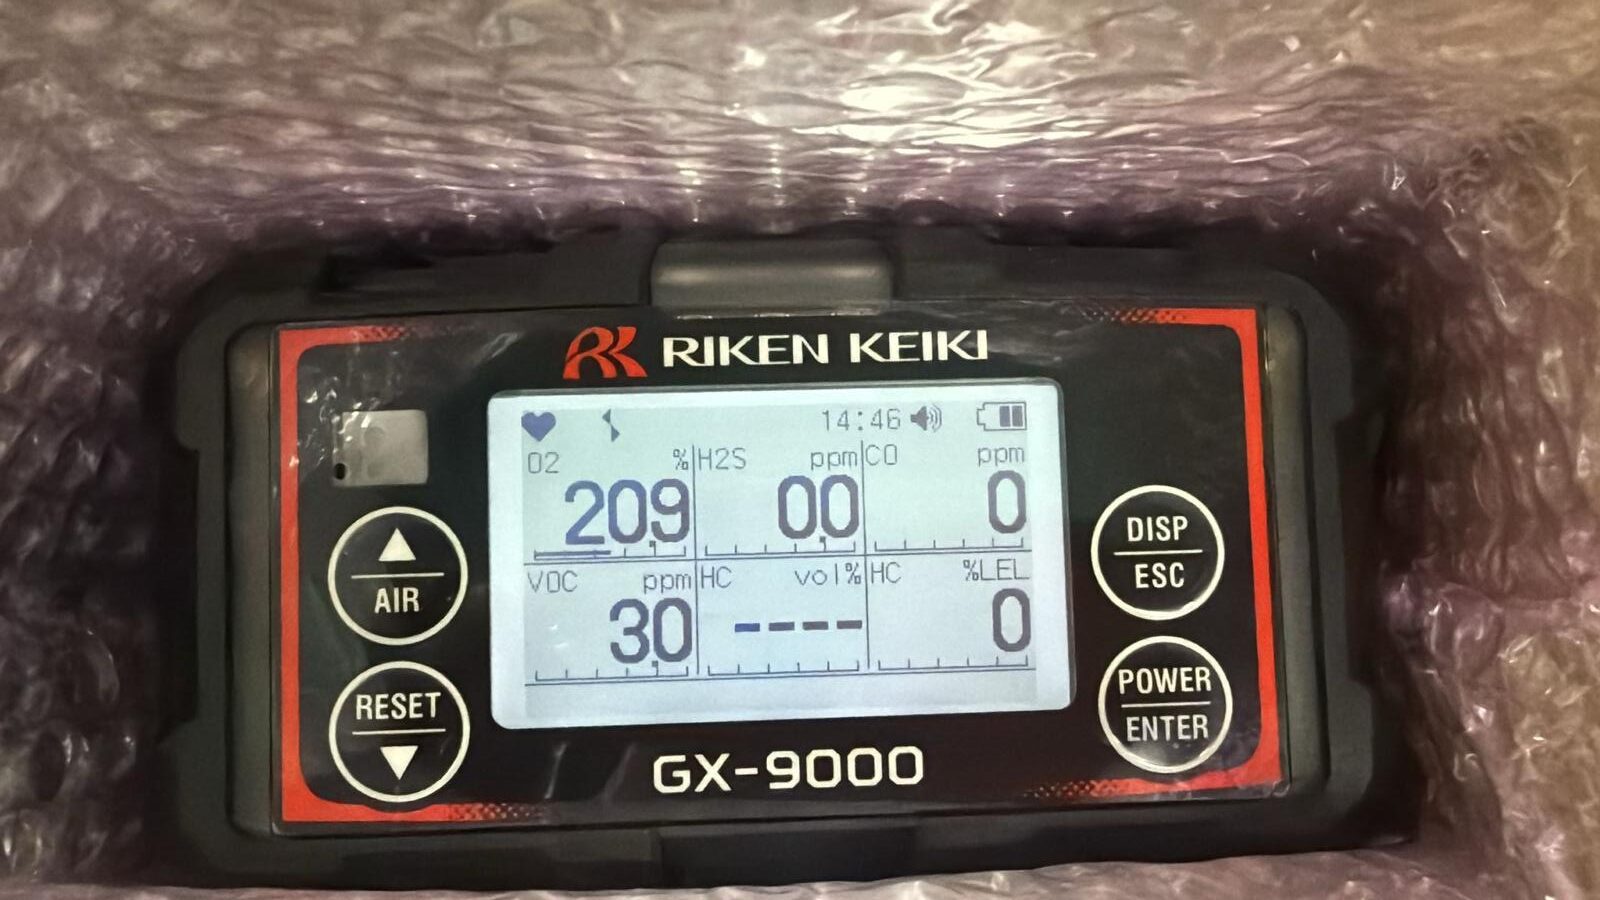 RIKEN KEIKI
14:46
O2 % H2S ppm CO ppm
20.9 0.0 0
VOC ppm HC vol% HC %LEL
3.0 ---- 0
AIR
RESET
DISP
ESC
POWER
ENTER
GX-9000